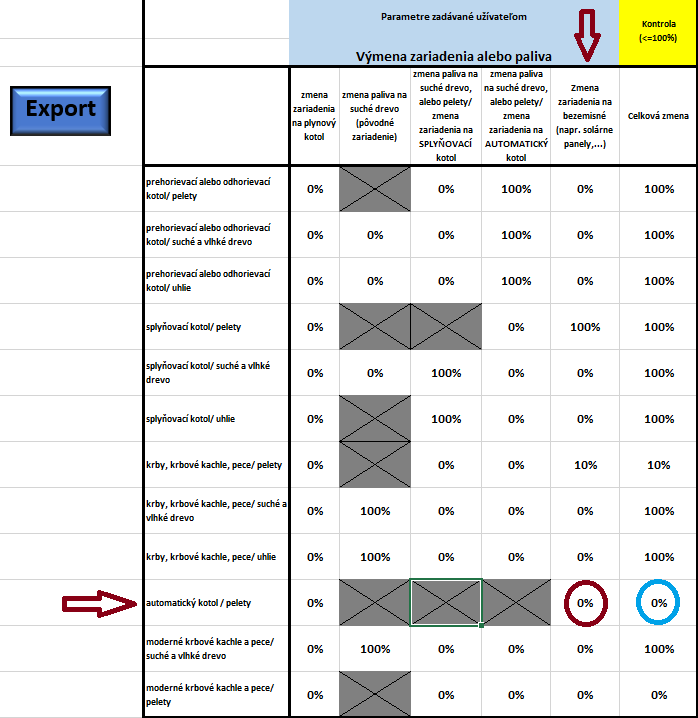 Parametre zadávané užívateľom
Kontrola
(<=100%)
Výmena zariadenia alebo paliva
Export
zmena
zariadenia
na plynový
kotol
zmena paliva na
suché drevo
(pôvodné
zariadenie)
zmena paliva na
suché drevo,
alebo pelety/
zmena
zariadenia na
SPLYŇOVACÍ
kotol
zmena paliva
na suché drevo,
alebo pelety/
zmena
zariadenia na
AUTOMATICKÝ
kotol
Zmena
zariadenia na
bezemisné
(napr. solárne
panely,...)
Celková zmena
prehorievací alebo odhorievací
kotol/ pelety
0% 0% 100% 0% 100%
prehorievací alebo odhorievací
kotol/ suché a vlhké drevo
0% 0% 0% 100% 0% 100%
prehorievací alebo odhorievací
kotol/ uhlie
0% 0% 0% 100% 0% 100%
splyňovací kotol/ pelety
0% 0% 100% 100%
splyňovací kotol/ suché a vlhké
drevo
0% 0% 100% 0% 0% 100%
splyňovací kotol/ uhlie
0% 100% 0% 0% 100%
krby, krbové kachle, pece/ pelety
0% 0% 0% 10% 10%
krby, krbové kachle, pece/ suché a
vlhké drevo
0% 100% 0% 0% 0% 100%
krby, krbové kachle, pece/ uhlie
0% 100% 0% 0% 0% 100%
automatický kotol / pelety
0% 0% 0%
moderné krbové kachle a pece/
suché a vlhké drevo
0% 100% 0% 0% 0% 100%
moderné krbové kachle a pece/
pelety
0% 0% 0% 0% 0%